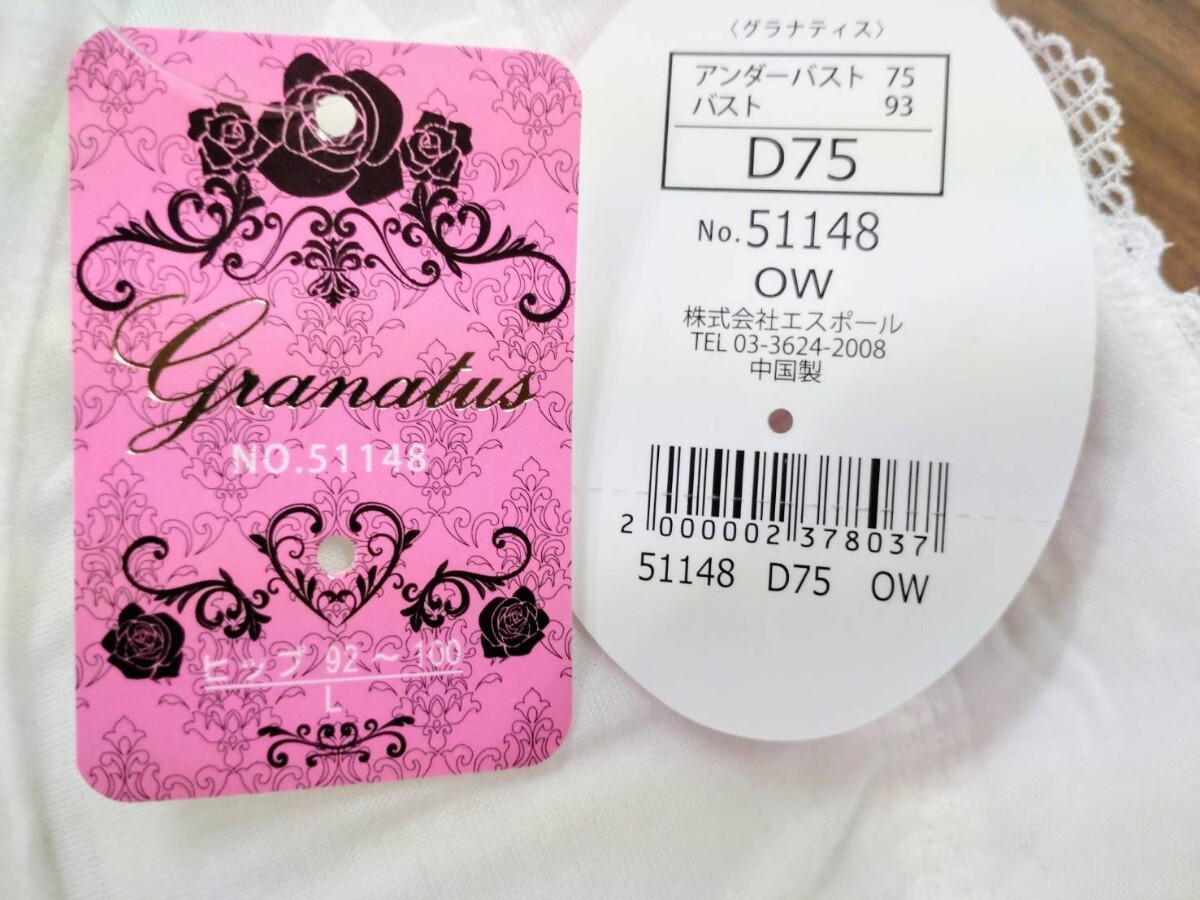 Granatus
NO.51148
ヒップ 92〜100
L
〈グラナティス〉
アンダーバスト 75
バスト 93
D75
No.51148
OW
株式会社エスポール
TEL 03-3624-2008
中国製
2 000002 378037
51148 D75 OW